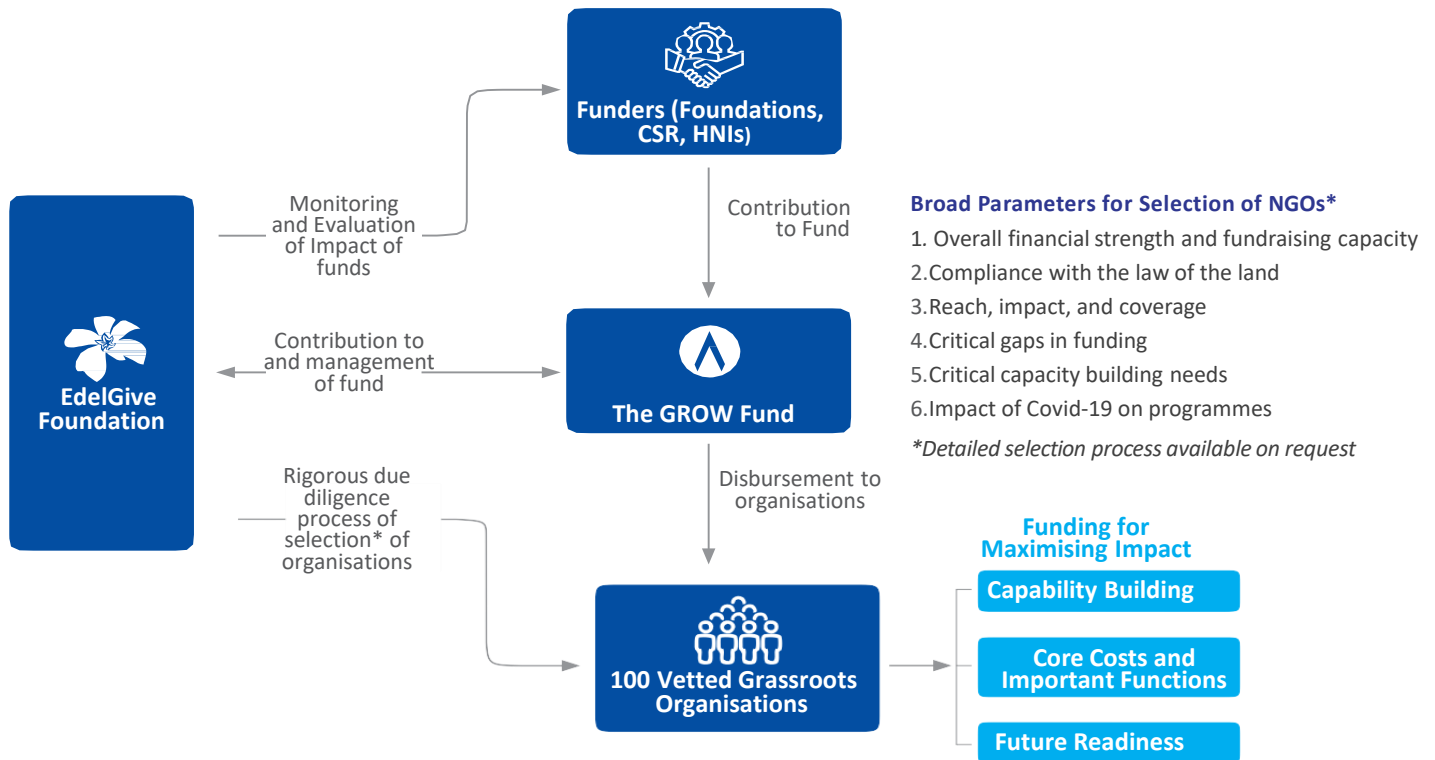 Funders (Foundations,
CSR, HNIs)
Monitoring
and Evaluation
of Impact of
funds
Contribution
to Fund
EdelGive
Foundation
Contribution to
and management
of fund
The GROW Fund
Rigorous due
diligence
process of
selection* of
organisations
Disbursement to
organisations
100 Vetted Grassroots
Organisations
Broad Parameters for Selection of NGOs*
1. Overall financial strength and fundraising capacity
2.Compliance with the law of the land
3.Reach, impact, and coverage
4.Critical gaps in funding
5.Critical capacity building needs
6.Impact of Covid-19 on programmes
*Detailed selection process available on request
Funding for
Maximising Impact
Capability Building
Core Costs and
Important Functions
Future Readiness